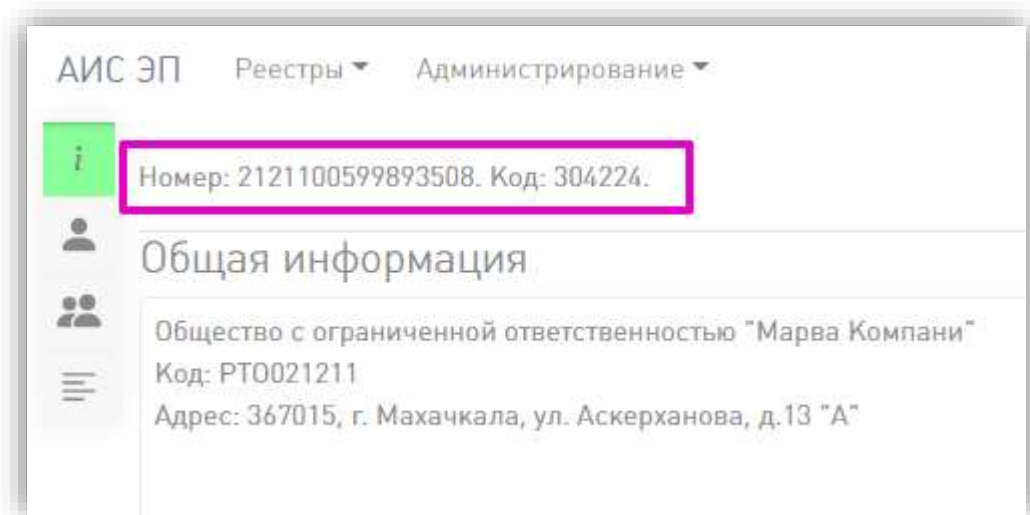 АИС ЭП Реестры Администрирование
i
Номер: 2121100599893508. Код: 304224.
Общая информация
Общество с ограниченной ответственностью "Марва Компани"
Код: РТО021211
Адрес: 367015, г. Махачкала, ул. Аскерханова, д.13 "А"